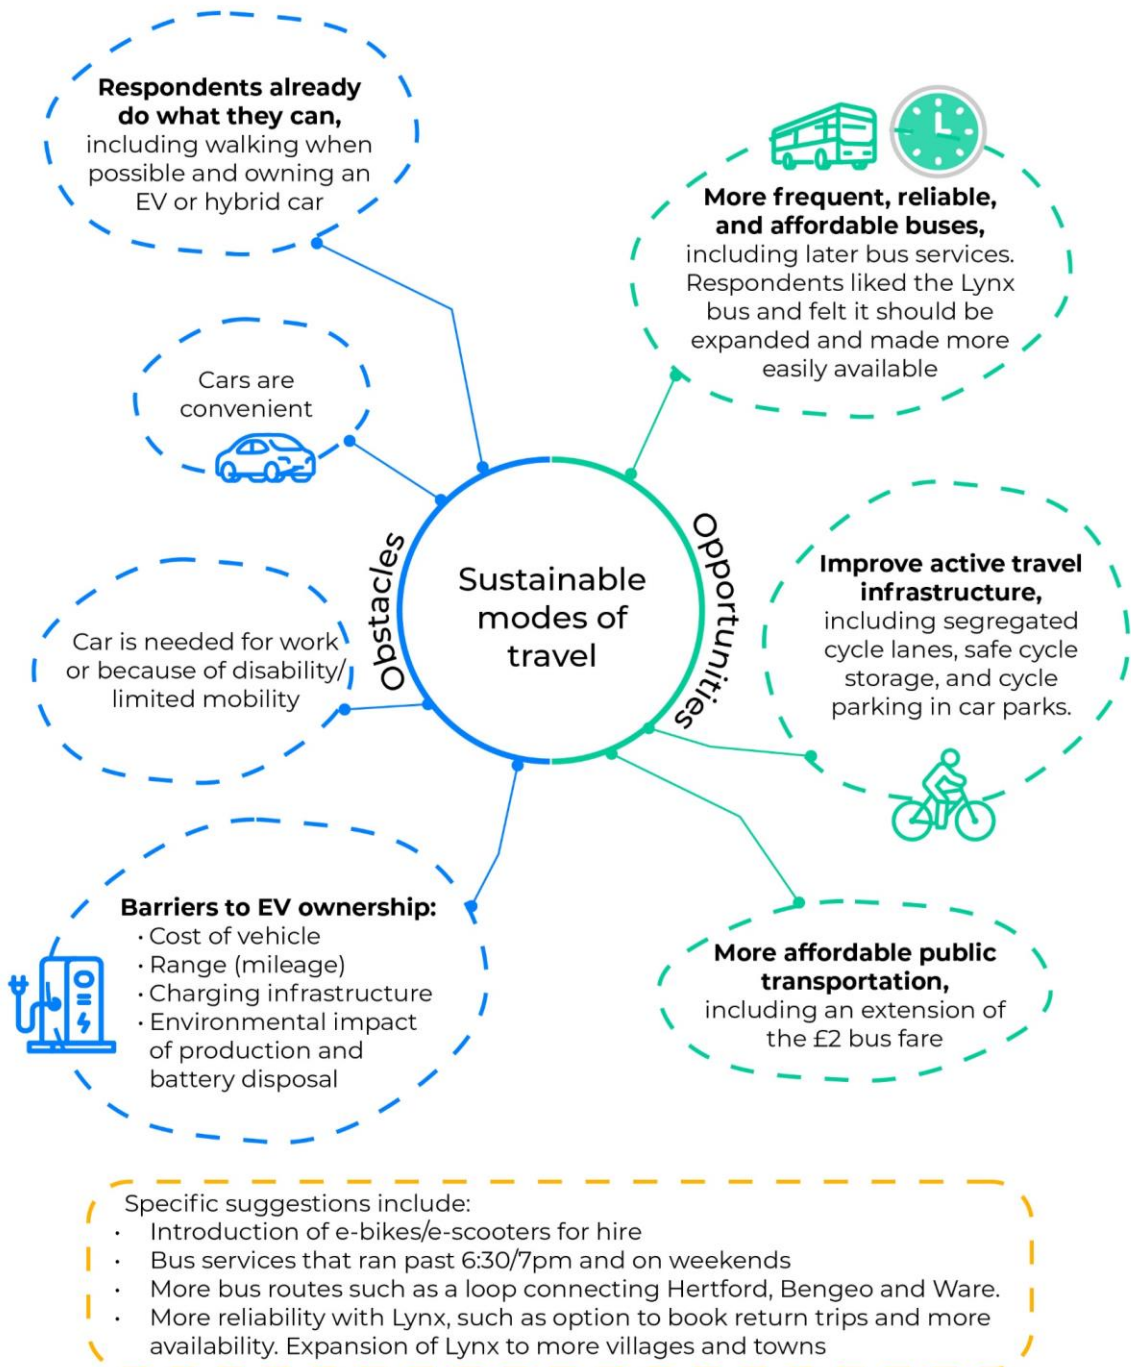 Respondents already
do what they can,
including walking when
possible and owning an
EV or hybrid car
Cars are
convenient
Car is needed for work
or because of disability/
limited mobility
Barriers to EV ownership:
· Cost of vehicle
· Range (mileage)
· Charging infrastructure
· Environmental impact
of production and
battery disposal
Obstacles
Sustainable
modes of
travel
Opportunities
More frequent, reliable,
and affordable buses,
including later bus services.
Respondents liked the Lynx
bus and felt it should be
expanded and made more
easily available
Improve active travel
infrastructure,
including segregated
cycle lanes, safe cycle
storage, and cycle
parking in car parks.
More affordable public
transportation,
including an extension of
the £2 bus fare
Specific suggestions include:
· Introduction of e-bikes/e-scooters for hire
· Bus services that ran past 6:30/7pm and on weekends
· More bus routes such as a loop connecting Hertford, Bengeo and Ware.
· More reliability with Lynx, such as option to book return trips and more
availability. Expansion of Lynx to more villages and towns